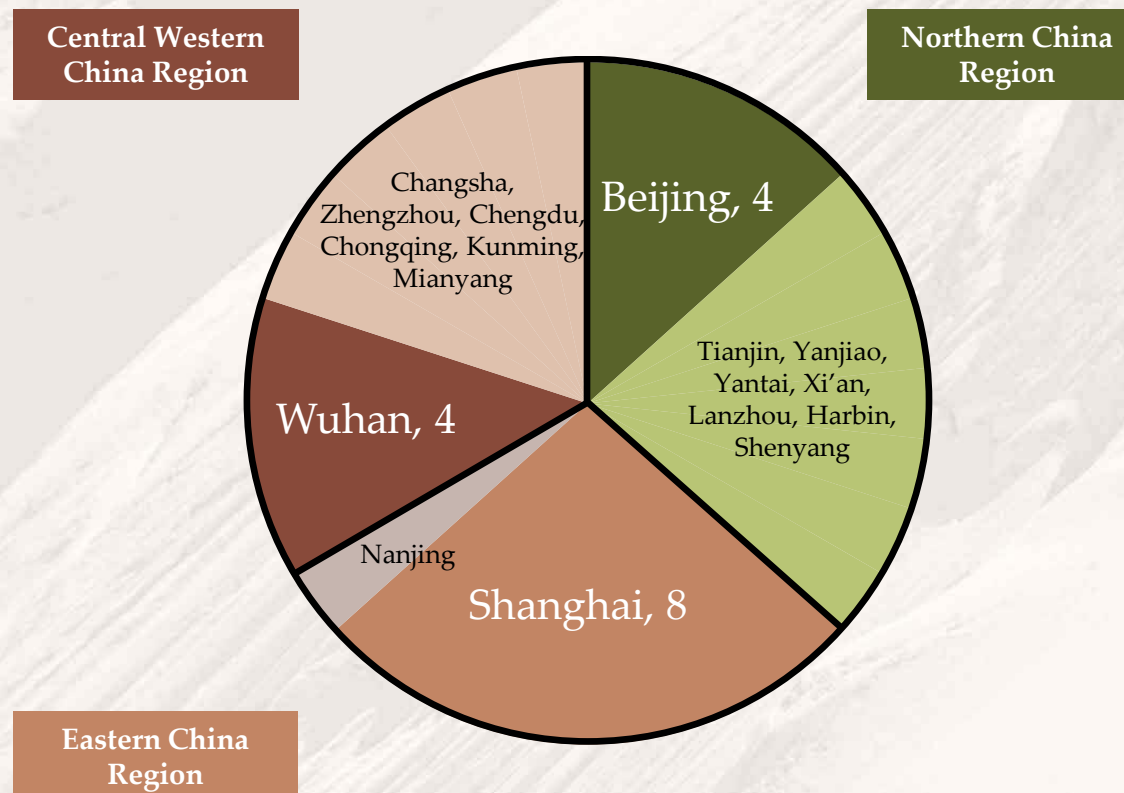 Central Western
China Region
Northern China
Region
Changsha,
Zhengzhou, Chengdu,
Chongqing, Kunming,
Mianyang
Beijing, 4
Tianjin, Yanjiao,
Yantai, Xi’an,
Lanzhou, Harbin,
Shenyang
Wuhan, 4
Nanjing
Shanghai, 8
Eastern China
Region